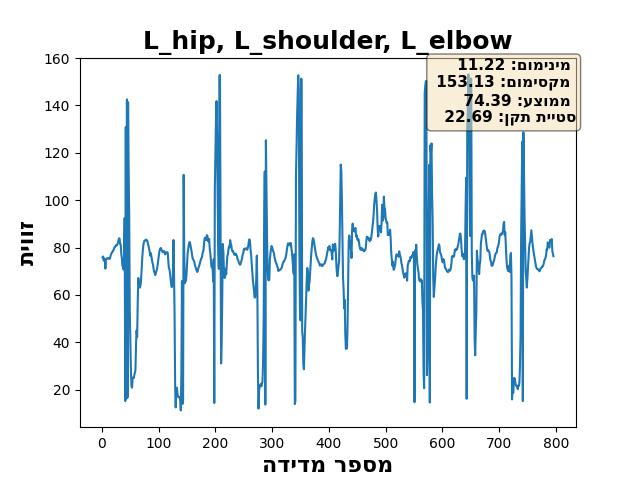 L_hip, L_shoulder, L_elbow
מינימום: 11.22
מקסימום: 153.13
ממוצע: 74.39
סטיית תקן: 22.69
160
140
120
100
80
60
40
20
זווית
0 100 200 300 400 500 600 700 800
מספר מדידה